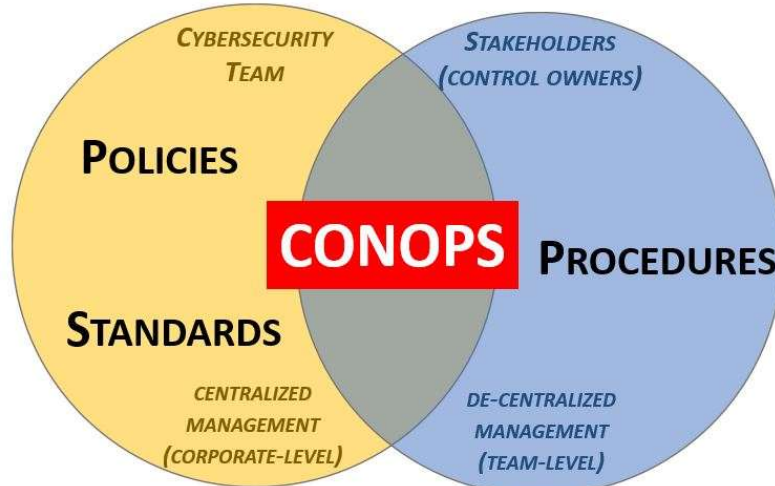 CYBERSECURITY
TEAM
POLICIES
STANDARDS
CENTRALIZED
MANAGEMENT
(CORPORATE-LEVEL)
CONOPS
STAKEHOLDERS
(CONTROL OWNERS)
PROCEDURES
DE-CENTRALIZED
MANAGEMENT
(TEAM-LEVEL)